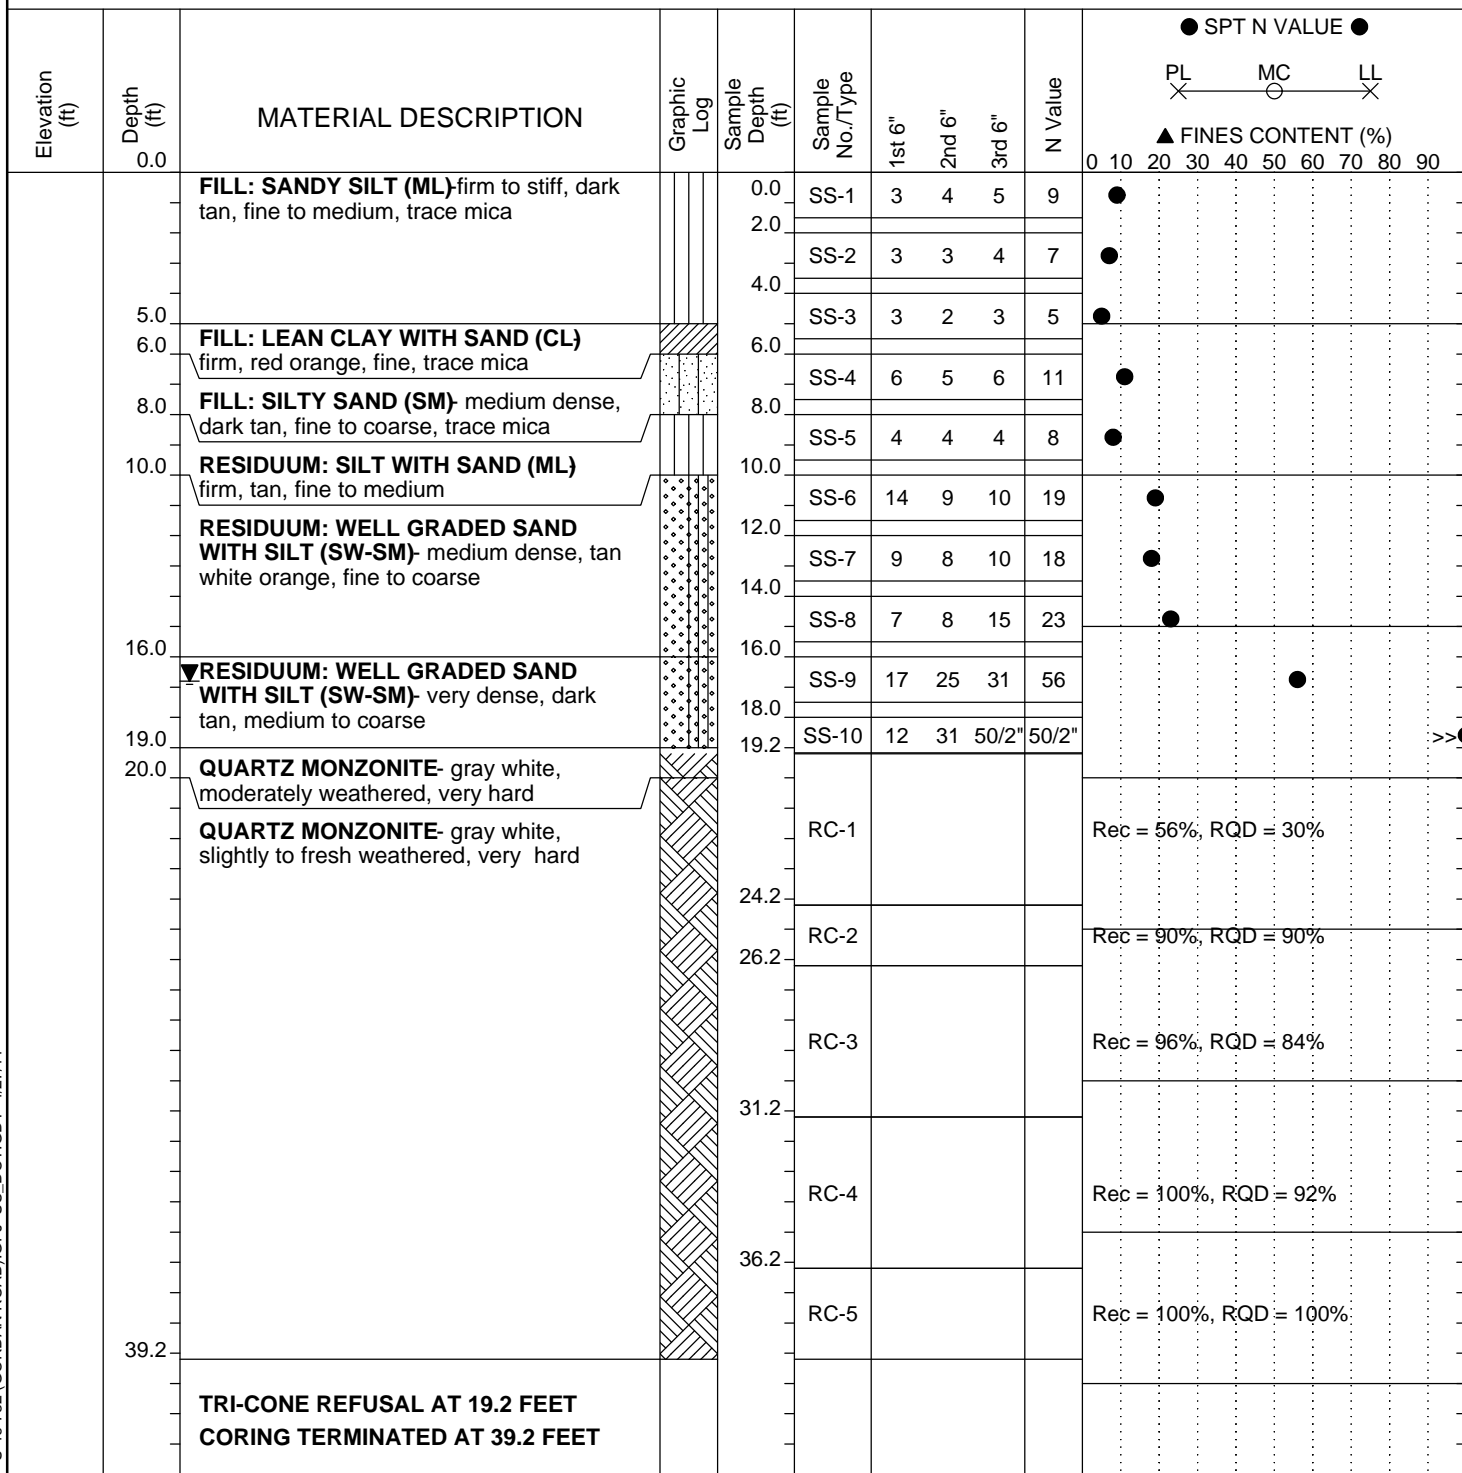 ● SPT N VALUE ●
PL MC LL
▲ FINES CONTENT (%)
0 10 20 30 40 50 60 70 80 90
Elevation (ft)
Depth (ft)
0.0
MATERIAL DESCRIPTION
Graphic Log
Sample Depth (ft)
Sample No./Type
1st 6"
2nd 6"
3rd 6"
N Value
FILL: SANDY SILT (ML)-firm to stiff, dark
tan, fine to medium, trace mica
0.0 SS-1 3 4 5 9
2.0
SS-2 3 3 4 7
4.0
5.0
SS-3 3 2 3 5
FILL: LEAN CLAY WITH SAND (CL)-
6.0 6.0
firm, red orange, fine, trace mica
SS-4 6 5 6 11
FILL: SILTY SAND (SM)- medium dense,
8.0 8.0
dark tan, fine to coarse, trace mica
SS-5 4 4 4 8
RESIDUUM: SILT WITH SAND (ML)-
10.0 10.0
firm, tan, fine to medium
SS-6 14 9 10 19
RESIDUUM: WELL GRADED SAND
12.0
WITH SILT (SW-SM)- medium dense, tan
white orange, fine to coarse
SS-7 9 8 10 18
14.0
SS-8 7 8 15 23
16.0 16.0
RESIDUUM: WELL GRADED SAND
WITH SILT (SW-SM)- very dense, dark
tan, medium to coarse
SS-9 17 25 31 56
18.0
19.0 19.2 SS-10 12 31 50/2" 50/2" >>●
20.0
QUARTZ MONZONITE- gray white,
moderately weathered, very hard
QUARTZ MONZONITE- gray white,
slightly to fresh weathered, very hard
RC-1 Rec = 56%, RQD = 30%
24.2
RC-2 Rec = 90%, RQD = 90%
26.2
RC-3 Rec = 96%, RQD = 84%
31.2
RC-4 Rec = 100%, RQD = 92%
36.2
RC-5 Rec = 100%, RQD = 100%
39.2
TRI-CONE REFUSAL AT 19.2 FEET
CORING TERMINATED AT 39.2 FEET